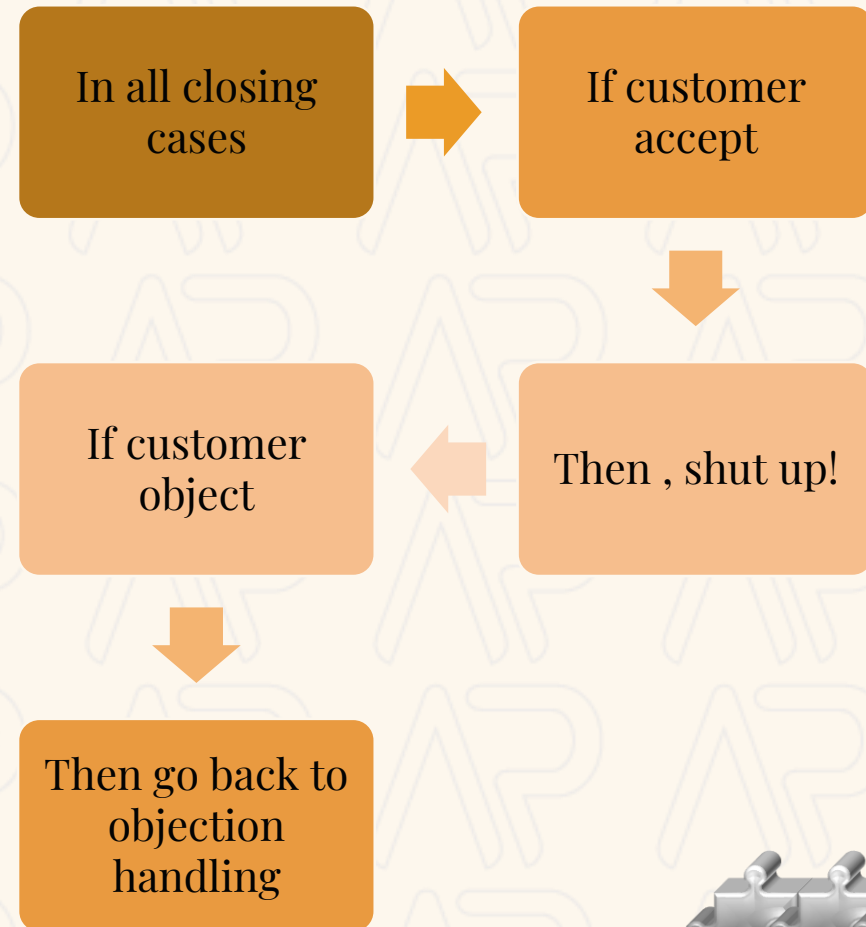 In all closing
cases
If customer
accept
Then , shut up!
If customer
object
Then go back to
objection
handling